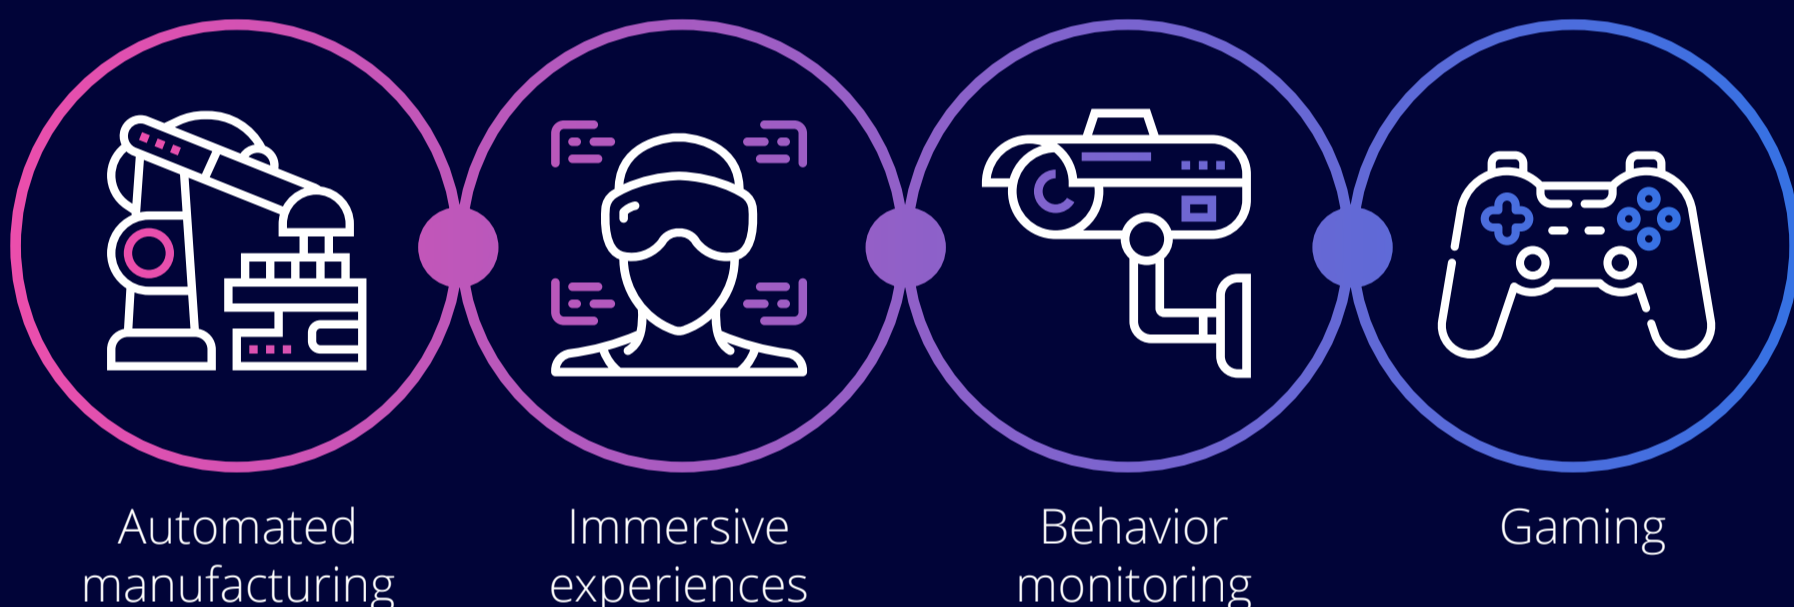 Automated
manufacturing
Immersive
experiences
Behavior
monitoring
Gaming